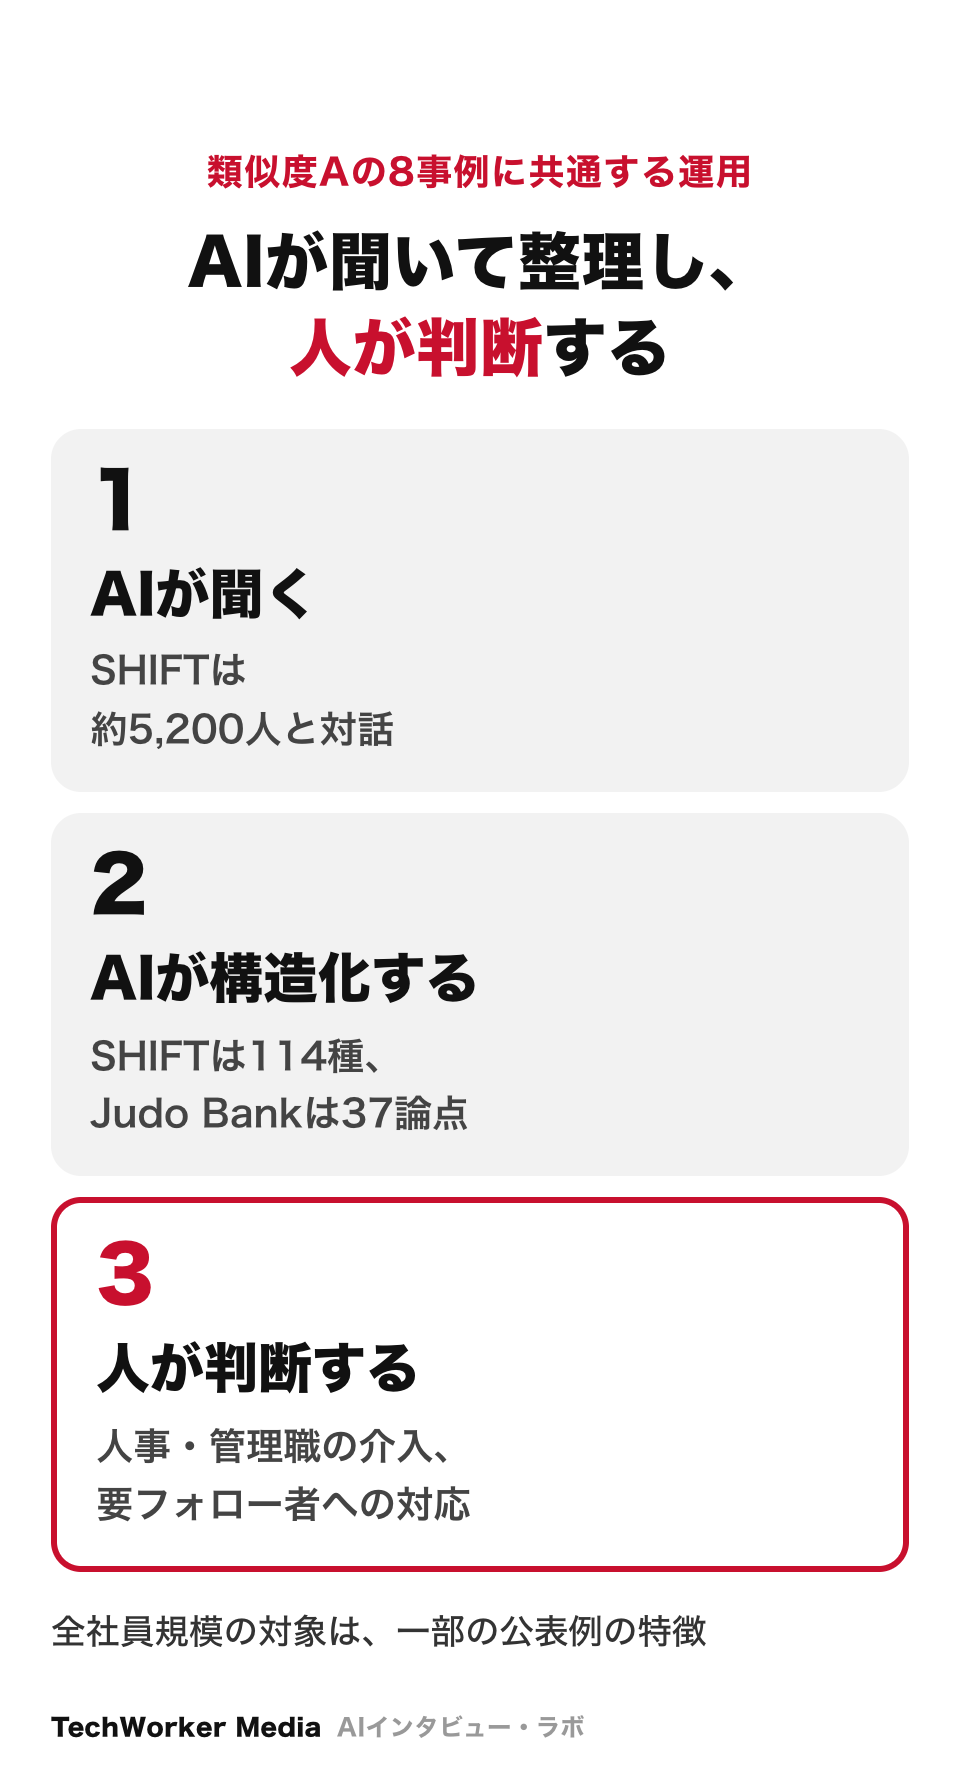 類似度Aの8事例に共通する運用
AIが聞いて整理し、
人が判断する
1
AIが聞く
SHIFTは
約5,200人と対話
2
AIが構造化する
SHIFTは114種、
Judo Bankは37論点
3
人が判断する
人事・管理職の介入、
要フォロー者への対応
全社員規模の対象は、一部の公表例の特徴
TechWorker Media AIインタビュー・ラボ